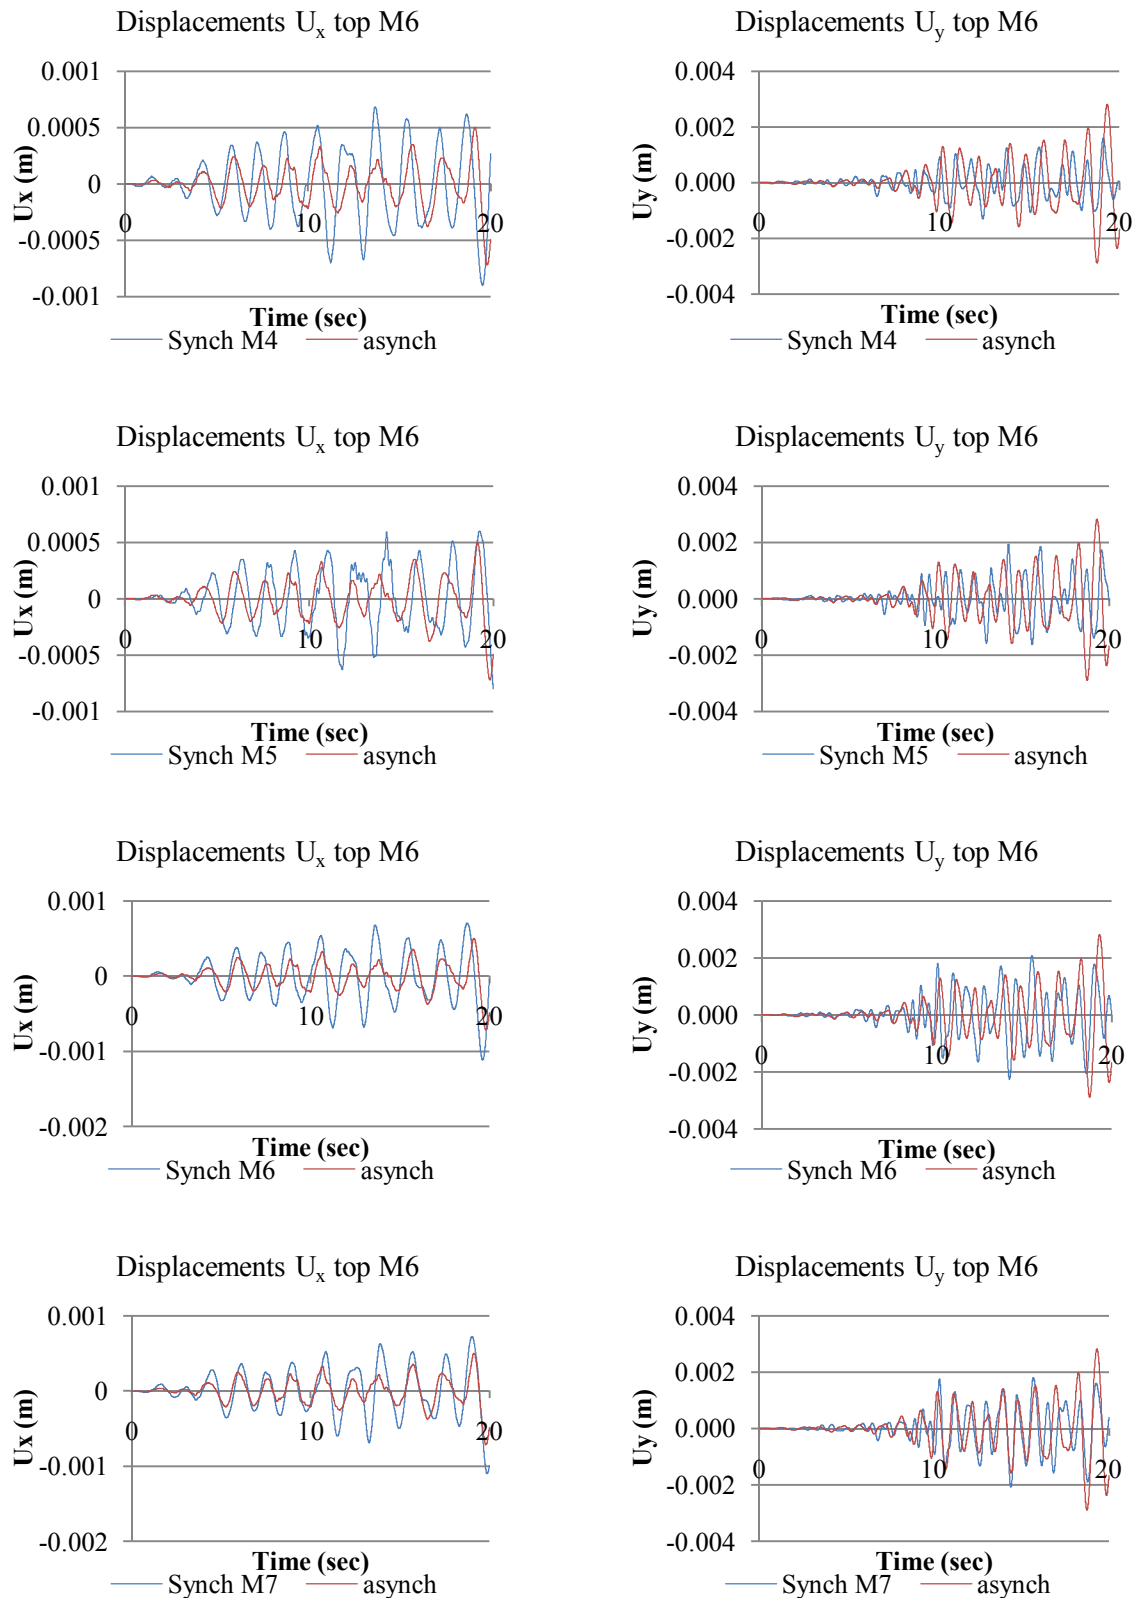 Displacements Ux top M6
0.001
0.0005
0
-0.0005
-0.001
Ux (m)
0 10 20
Time (sec)
Synch M4 asynch
Displacements Uy top M6
0.004
0.002
0.000
-0.002
-0.004
Uy (m)
0 10 20
Time (sec)
Synch M4 asynch
Displacements Ux top M6
0.001
0.0005
0
-0.0005
-0.001
Ux (m)
0 10 20
Time (sec)
Synch M5 asynch
Displacements Uy top M6
0.004
0.002
0.000
-0.002
-0.004
Uy (m)
0 10 20
Time (sec)
Synch M5 asynch
Displacements Ux top M6
0.001
0
-0.001
-0.002
Ux (m)
0 10 20
Time (sec)
Synch M6 asynch
Displacements Uy top M6
0.004
0.002
0.000
-0.002
-0.004
Uy (m)
0 10 20
Time (sec)
Synch M6 asynch
Displacements Ux top M6
0.001
0
-0.001
-0.002
Ux (m)
0 10 20
Time (sec)
Synch M7 asynch
Displacements Uy top M6
0.004
0.002
0.000
-0.002
-0.004
Uy (m)
0 10 20
Time (sec)
Synch M7 asynch